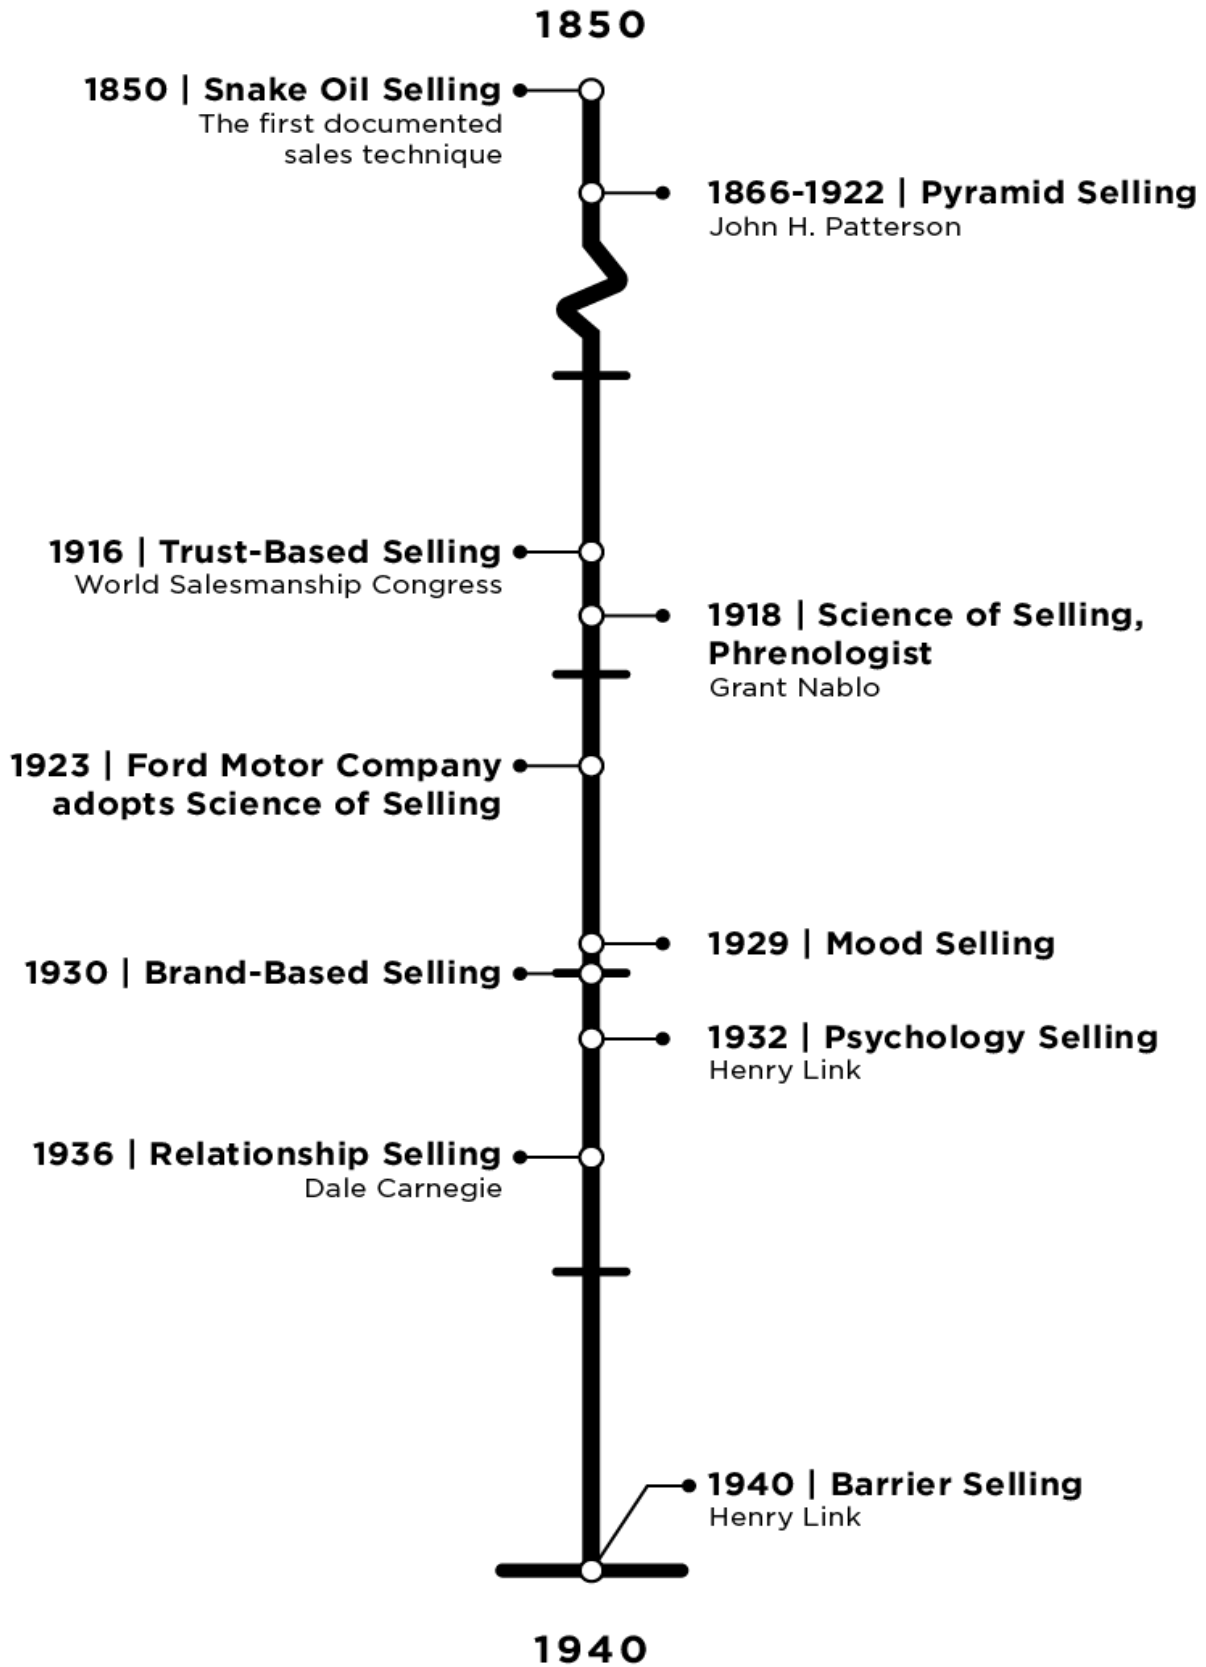 1850
1850 | Snake Oil Selling
The first documented
sales technique
1866-1922 | Pyramid Selling
John H. Patterson
1916 | Trust-Based Selling
World Salesmanship Congress
1918 | Science of Selling,
Phrenologist
Grant Nablo
1923 | Ford Motor Company
adopts Science of Selling
1929 | Mood Selling
1930 | Brand-Based Selling
1932 | Psychology Selling
Henry Link
1936 | Relationship Selling
Dale Carnegie
1940 | Barrier Selling
Henry Link
1940